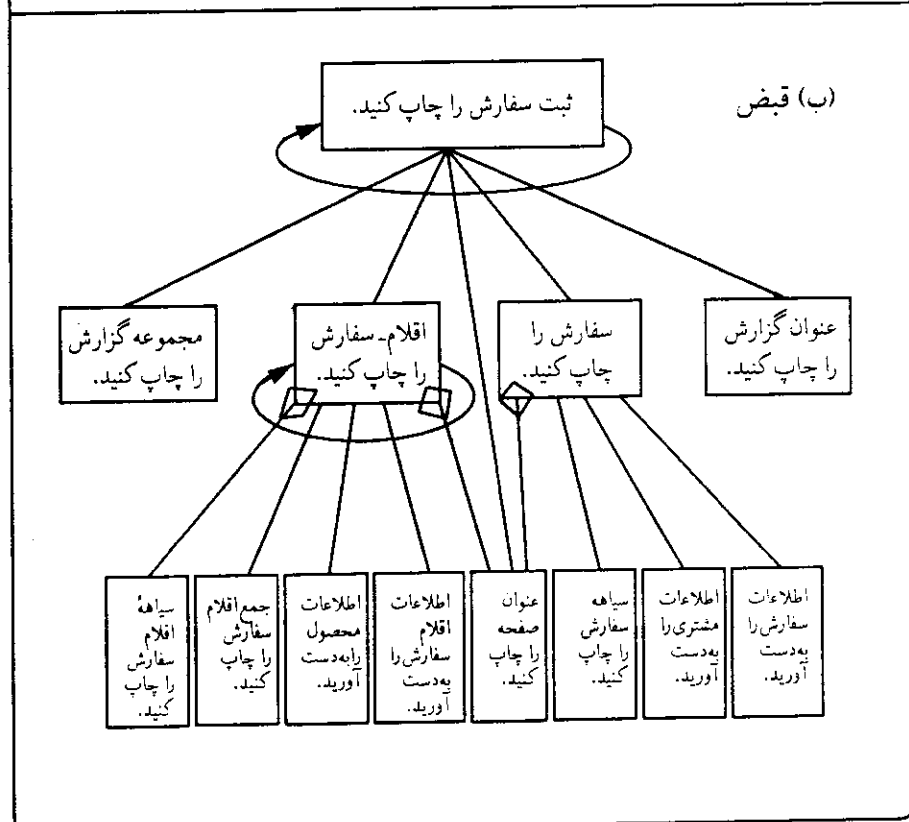 (ب) قبض
ثبت سفارش را چاپ کنید.
عنوان گزارش
را چاپ کنید.
سفارش را
چاپ کنید.
اقلام-سفارش
را چاپ کنید.
مجموعه گزارش
را چاپ کنید.
اطلاعات
سفارش را
به‌دست
آورید.
اطلاعات
مشتری را
به‌دست
آورید.
سیاهه
سفارش
را چاپ
کنید.
عنوان
صفحه
را چاپ
کنید.
اطلاعات
اقلام
سفارش را
به‌دست
آورید.
اطلاعات
محصول
را به‌دست
آورید.
جمع اقلام
سفارش
را چاپ
کنید.
سیاههٔ
اقلام
سفارش
را چاپ
کنید.